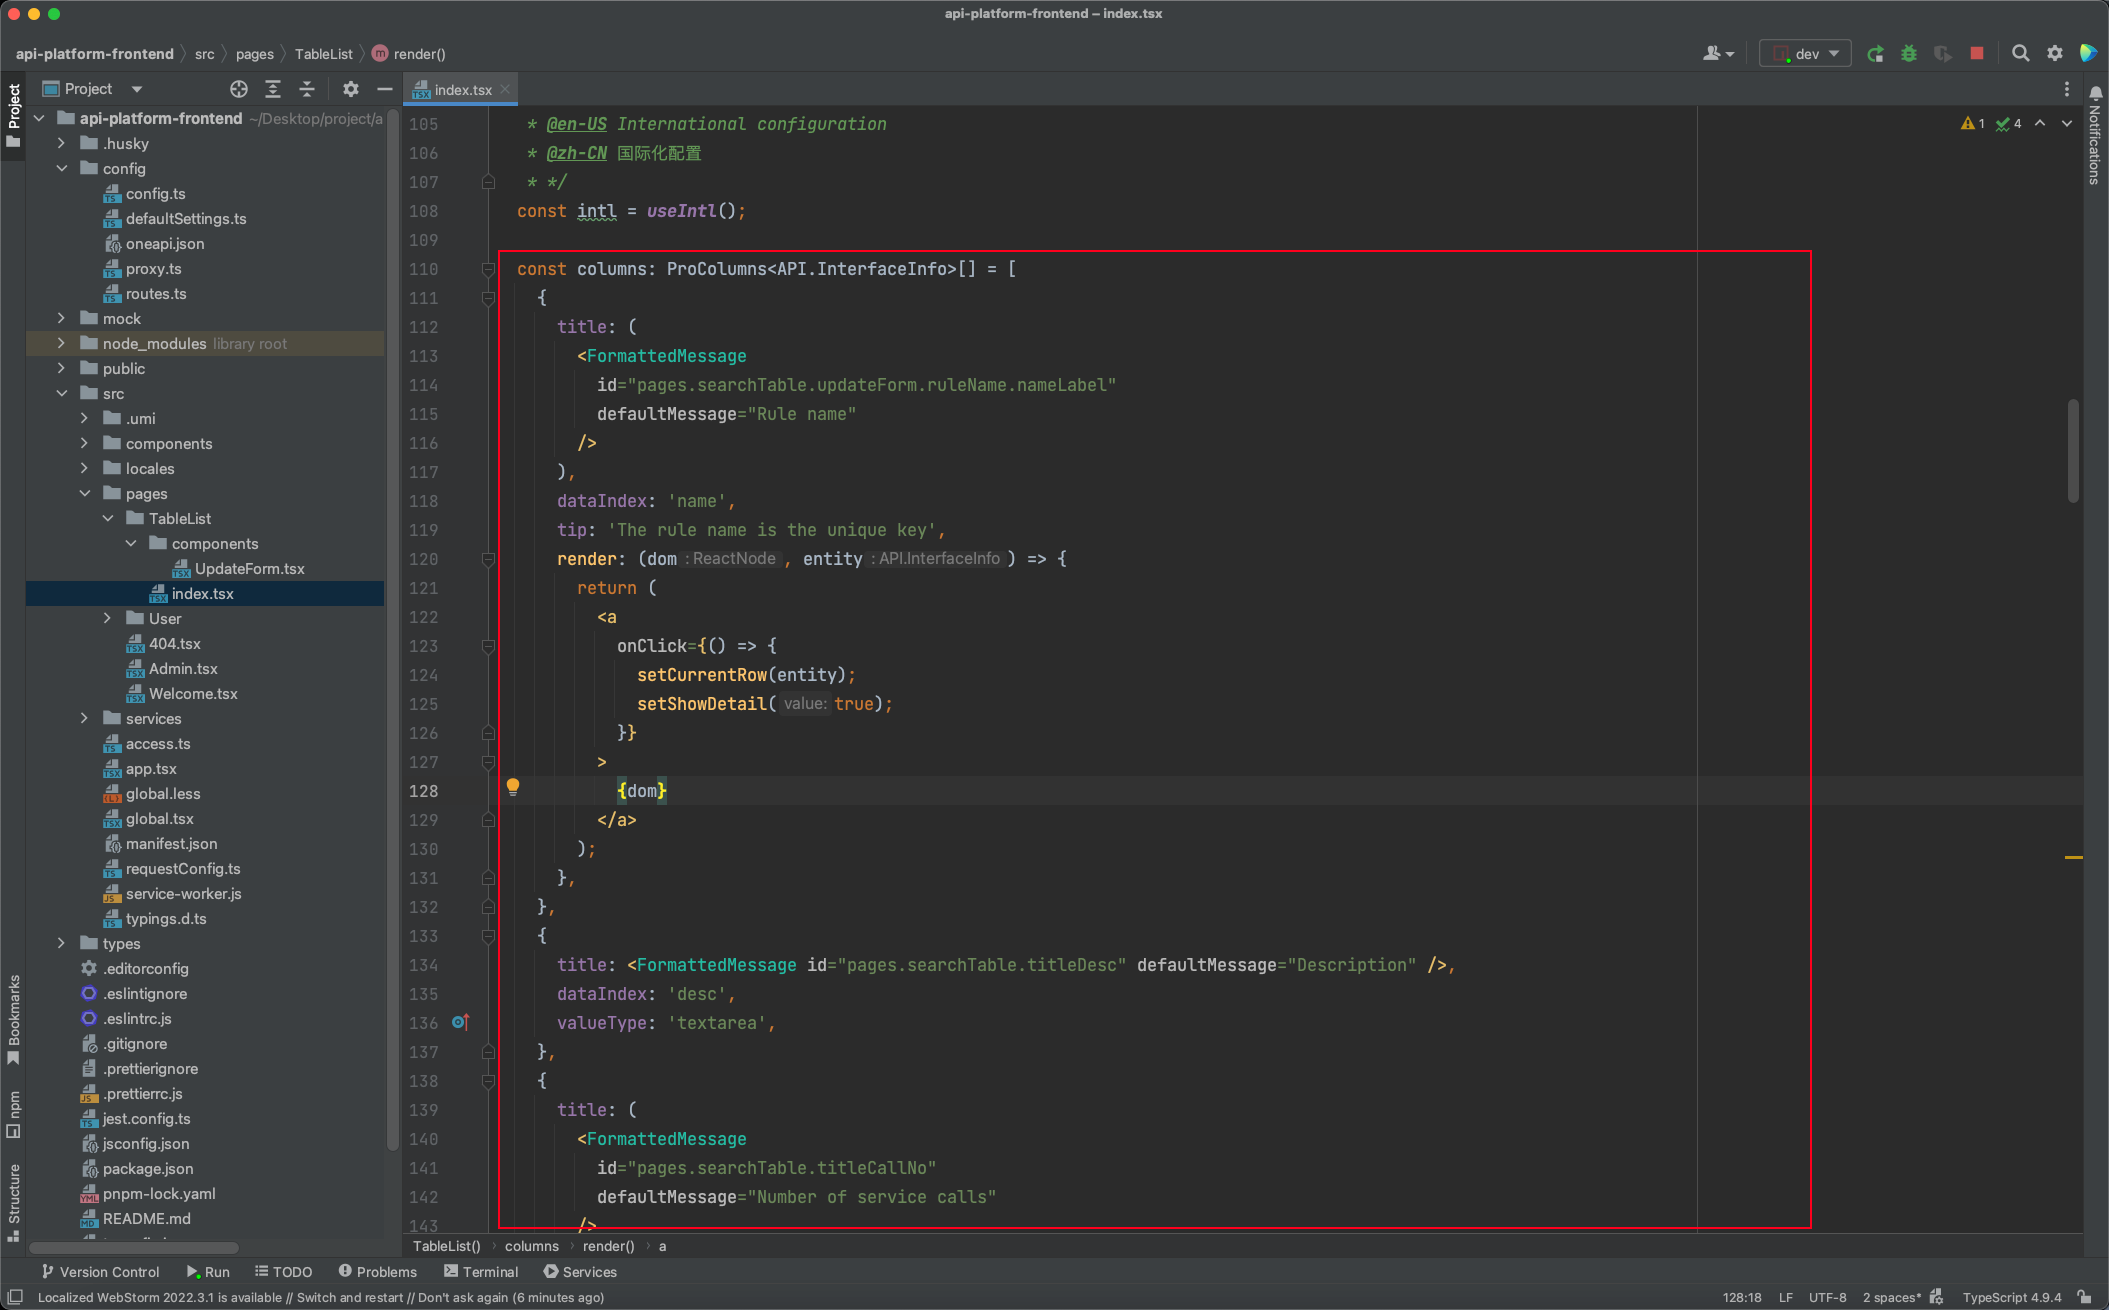 api-platform-frontend – index.tsx
api-platform-frontend src pages TableList m render()
dev
Project
index.tsx
Project
api-platform-frontend ~/Desktop/project/a
.husky
config
config.ts
defaultSettings.ts
oneapi.json
proxy.ts
routes.ts
mock
node_modules library root
public
src
.umi
components
locales
pages
TableList
components
UpdateForm.tsx
index.tsx
User
404.tsx
Admin.tsx
Welcome.tsx
services
access.ts
app.tsx
global.less
global.tsx
manifest.json
requestConfig.ts
service-worker.js
typings.d.ts
types
.editorconfig
.eslintignore
.eslintrc.js
.gitignore
.prettierignore
.prettierrc.js
jest.config.ts
jsconfig.json
package.json
pnpm-lock.yaml
README.md
Bookmarks
npm
Structure
105 * @en-US International configuration
106 * @zh-CN 国际化配置
107 * */
108 const intl = useIntl();
109
110 const columns: ProColumns<API.InterfaceInfo>[] = [
111 {
112 title: (
113 <FormattedMessage
114 id="pages.searchTable.updateForm.ruleName.nameLabel"
115 defaultMessage="Rule name"
116 />
117 ),
118 dataIndex: 'name',
119 tip: 'The rule name is the unique key',
120 render: (dom : ReactNode , entity : API.InterfaceInfo ) => {
121 return (
122 <a
123 onClick={() => {
124 setCurrentRow(entity);
125 setShowDetail( value: true);
126 }}
127 >
128 {dom}
129 </a>
130 );
131 },
132 },
133 {
134 title: <FormattedMessage id="pages.searchTable.titleDesc" defaultMessage="Description" />,
135 dataIndex: 'desc',
136 valueType: 'textarea',
137 },
138 {
139 title: (
140 <FormattedMessage
141 id="pages.searchTable.titleCallNo"
142 defaultMessage="Number of service calls"
143 />
1 4
Notifications
TableList() columns render() a
Version Control Run TODO Problems Terminal Services
Localized WebStorm 2022.3.1 is available // Switch and restart // Don't ask again (6 minutes ago)
128:18 LF UTF-8 2 spaces* TypeScript 4.9.4